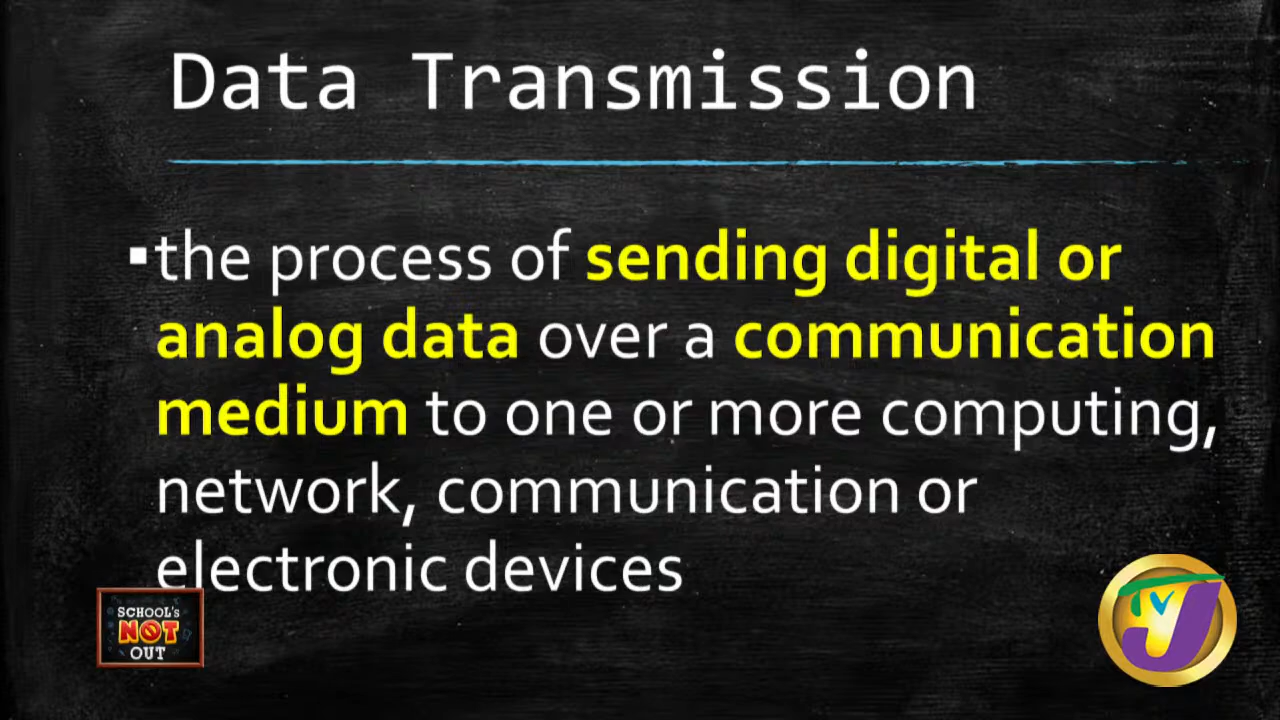 Data Transmission
▪the process of sending digital or
analog data over a communication
medium to one or more computing,
network, communication or
electronic devices
SCHOOL's
NOT
OUT
TVJ